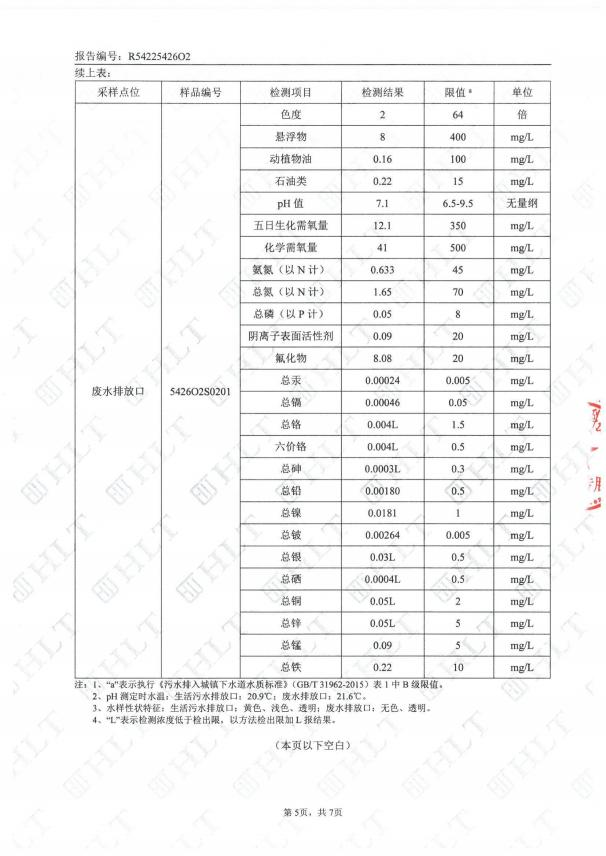 报告编号：R54225426O2
续上表：
采样点位 样品编号 检测项目 检测结果 限值 a 单位
废水排放口 5426O2S0201
色度 2 64 倍
悬浮物 8 400 mg/L
动植物油 0.16 100 mg/L
石油类 0.22 15 mg/L
pH 值 7.1 6.5-9.5 无量纲
五日生化需氧量 12.1 350 mg/L
化学需氧量 41 500 mg/L
氨氮（以 N 计） 0.633 45 mg/L
总氮（以 N 计） 1.65 70 mg/L
总磷（以 P 计） 0.05 8 mg/L
阴离子表面活性剂 0.09 20 mg/L
氟化物 8.08 20 mg/L
总汞 0.00024 0.005 mg/L
总镉 0.00046 0.05 mg/L
总铬 0.004L 1.5 mg/L
六价铬 0.004L 0.5 mg/L
总砷 0.0003L 0.3 mg/L
总铅 0.00180 0.5 mg/L
总镍 0.0181 1 mg/L
总铍 0.00264 0.005 mg/L
总银 0.03L 0.5 mg/L
总硒 0.0004L 0.5 mg/L
总铜 0.05L 2 mg/L
总锌 0.05L 5 mg/L
总锰 0.09 5 mg/L
总铁 0.22 10 mg/L
注：1、“a”表示执行《污水排入城镇下水道水质标准》（GB/T 31962-2015）表 1 中 B 级限值。
2、pH 测定时水温：生活污水排放口：20.9℃；废水排放口：21.6℃。
3、水样性状特征：生活污水排放口：黄色、浅色、透明；废水排放口：无色、透明。
4、“L”表示检测浓度低于检出限，以方法检出限加 L 报结果。
（本页以下空白）
第 5页，共 7页
HLT